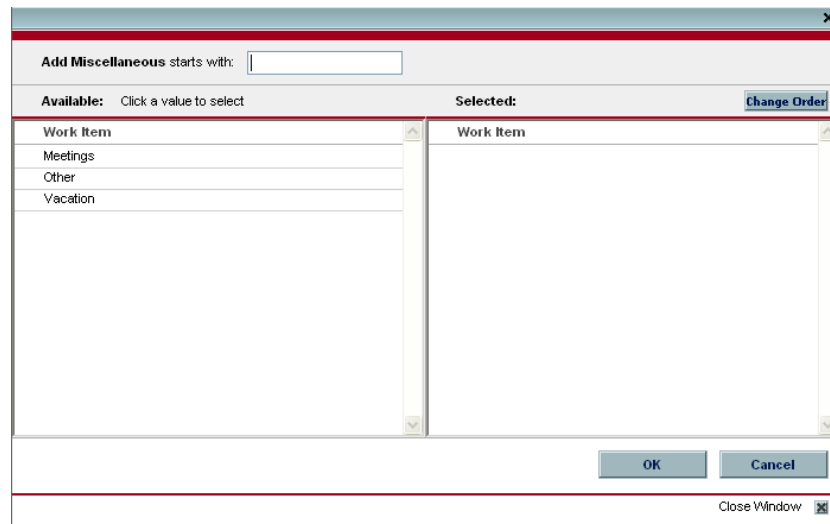 Add Miscellaneous starts with:
Available: Click a value to select
Selected:
Change Order
Work Item
Work Item
Meetings
Other
Vacation
OK
Cancel
Close Window